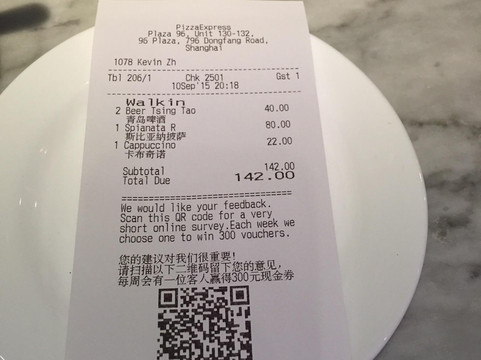 PizzaExpress
Plaza 96, Unit 130-132,
96 Plaza, 796 Dongfang Road,
Shanghai
1078 Kevin Zh
Tbl 206/1 Chk 2501 Gst 1
10Sep'15 20:18
Walkin
2 Beer Tsing Tao 40.00
青岛啤酒
1 Spianata R 80.00
斯比亚纳披萨
1 Cappuccino 22.00
卡布奇诺
Subtotal 142.00
Total Due 142.00
We would like your feedback.
Scan this QR code for a very
short online survey.Each week we
choose one to win 300 vouchers.
您的建议对我们很重要!
请扫描以下二维码留下您的意见,
每周会有一位客人赢得300元现金券